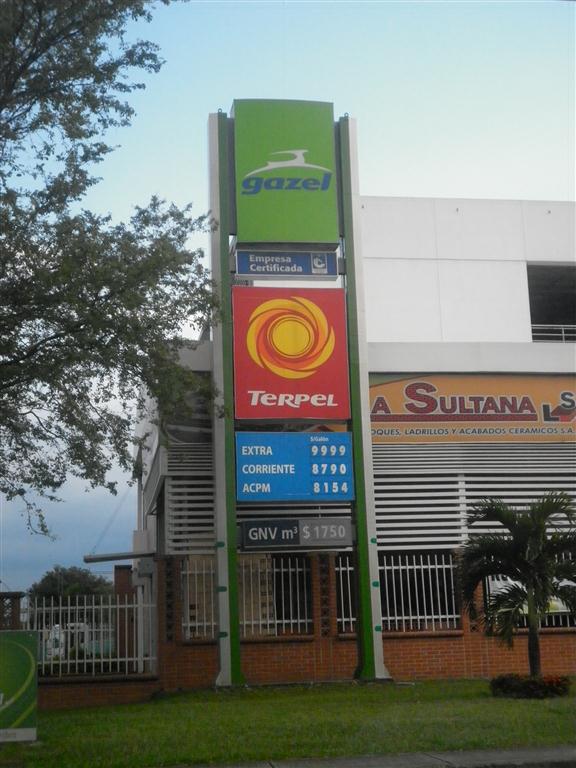 gazel
Empresa
Certificada
TERPEL
$/Galón
EXTRA 9999
CORRIENTE 8790
ACPM 8154
GNV m³ $1750
A SULTANA LS
OQUES, LADRILLOS Y ACABADOS CERAMICOS S.A.